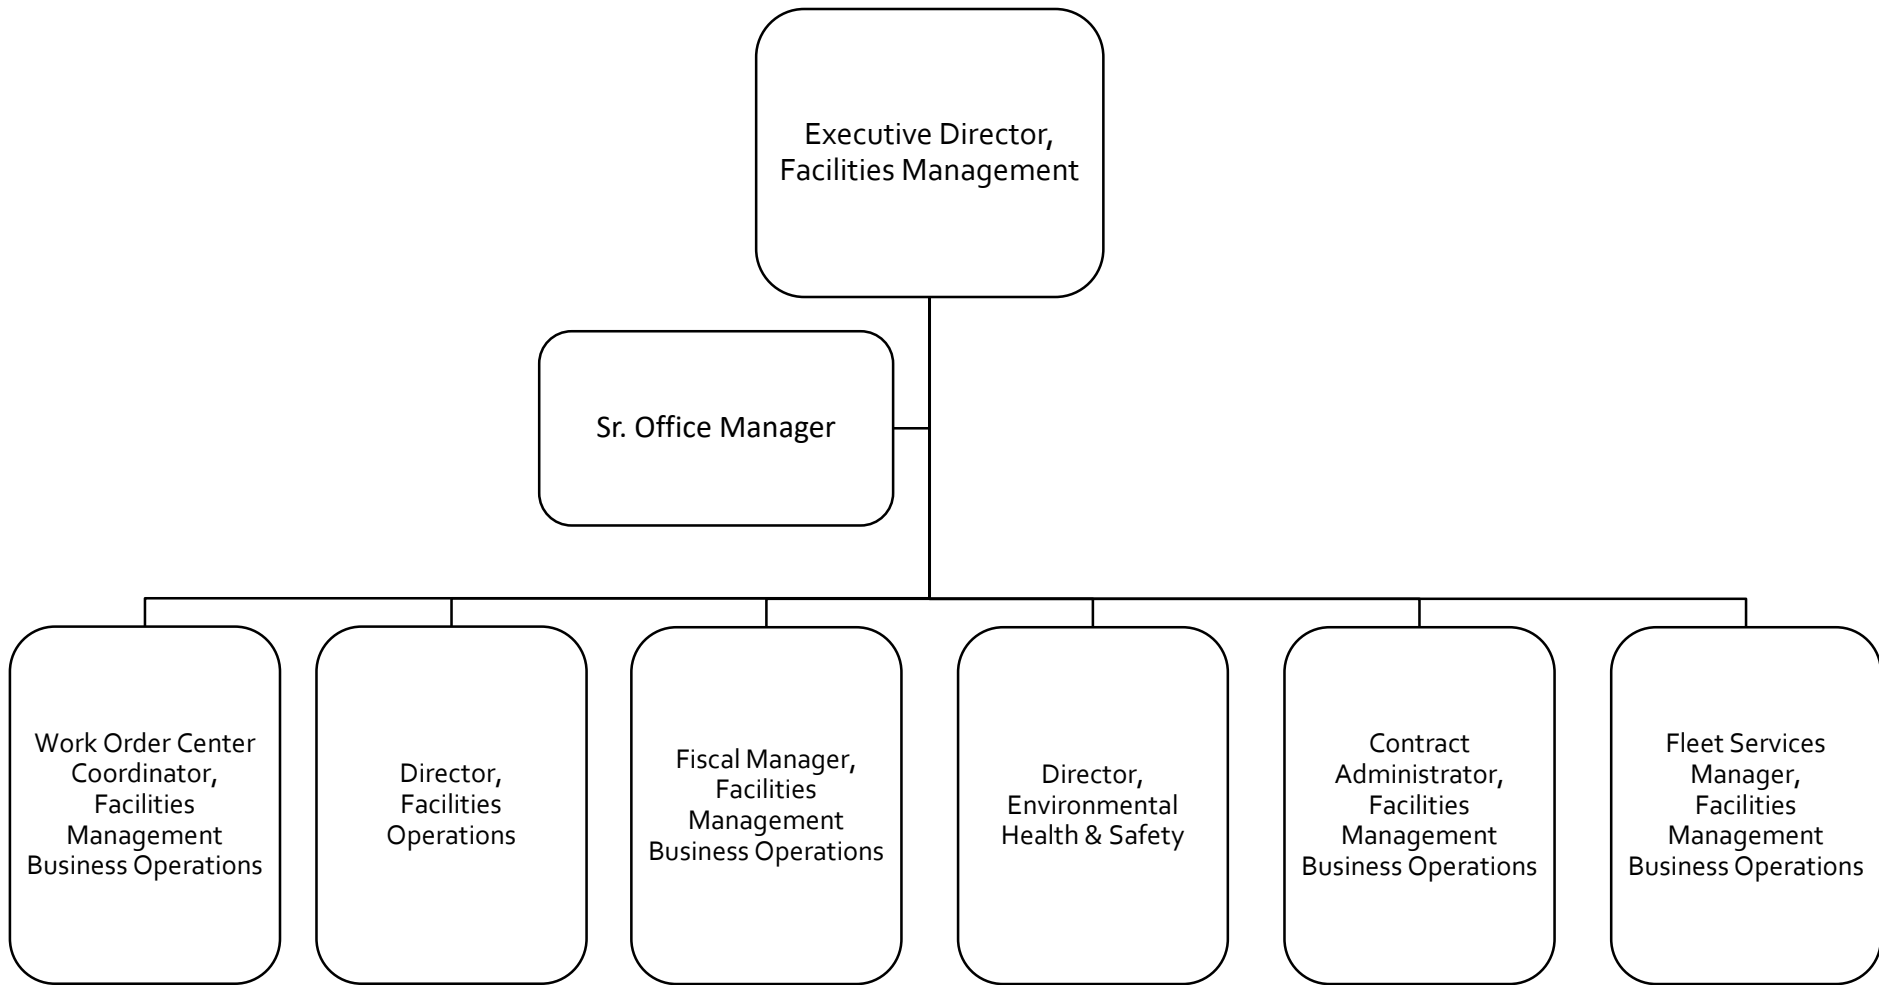 Executive Director,
Facilities Management
Sr. Office Manager
Work Order Center
Coordinator,
Facilities
Management
Business Operations
Director,
Facilities
Operations
Fiscal Manager,
Facilities
Management
Business Operations
Director,
Environmental
Health & Safety
Contract
Administrator,
Facilities
Management
Business Operations
Fleet Services
Manager,
Facilities
Management
Business Operations